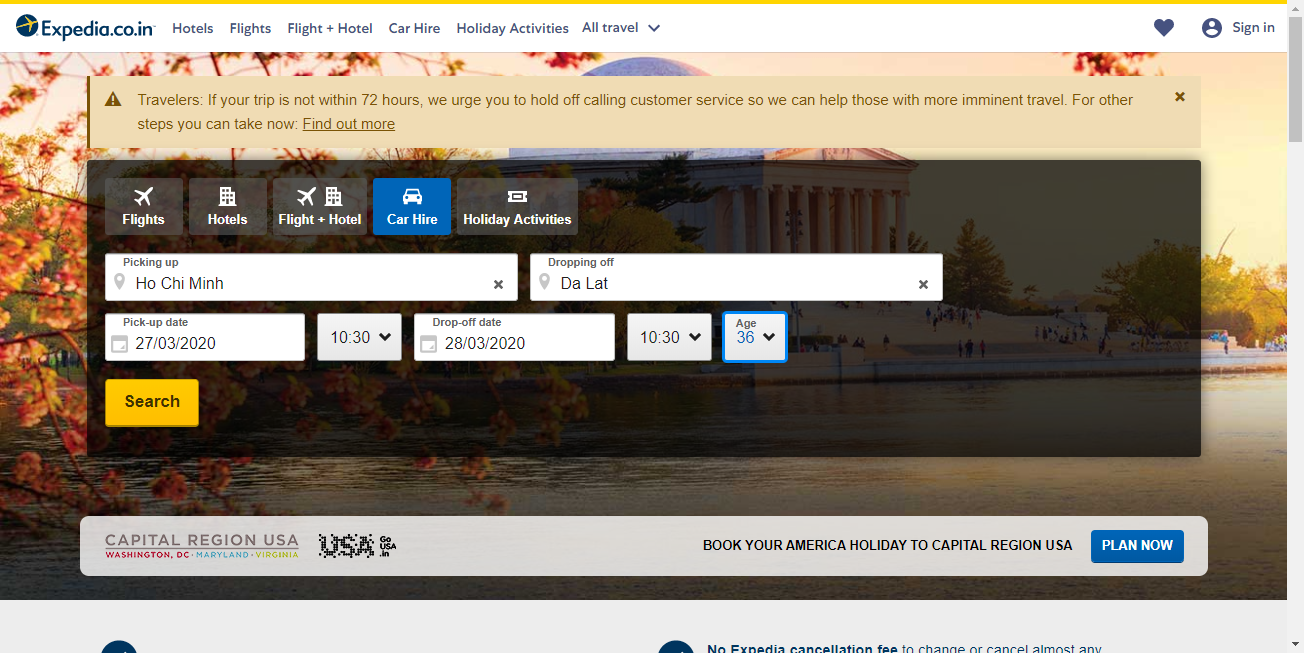 Expedia.co.in Hotels Flights Flight + Hotel Car Hire Holiday Activities All travel Sign in
Travelers: If your trip is not within 72 hours, we urge you to hold off calling customer service so we can help those with more imminent travel. For other
steps you can take now: Find out more
Flights Hotels Flight + Hotel Car Hire Holiday Activities
Picking up Dropping off
Ho Chi Minh Da Lat
Pick-up date Drop-off date Age
27/03/2020 10:30 28/03/2020 10:30 36
Search
CAPITAL REGION USA
WASHINGTON, DC · MARYLAND · VIRGINIA
USA Go USA .in
BOOK YOUR AMERICA HOLIDAY TO CAPITAL REGION USA PLAN NOW
No Expedia cancellation fee to change or cancel almost any